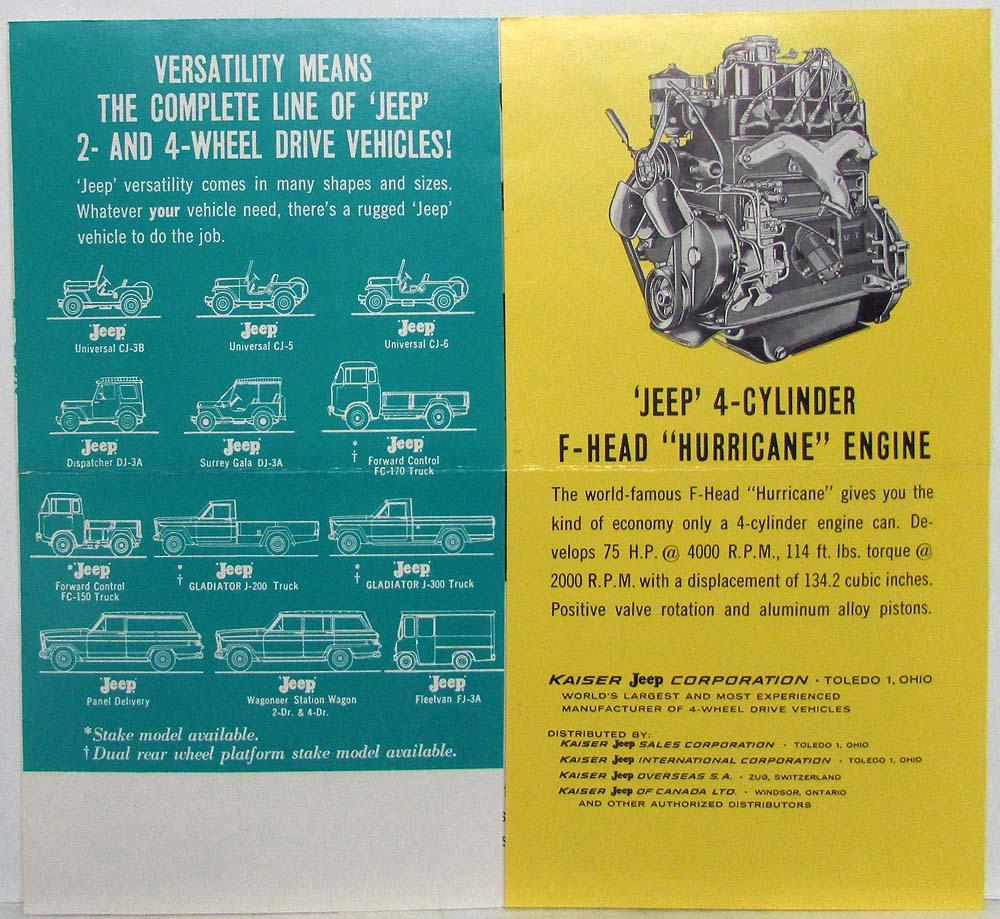 VERSATILITY MEANS
THE COMPLETE LINE OF 'JEEP'
2- AND 4-WHEEL DRIVE VEHICLES!
'Jeep' versatility comes in many shapes and sizes.
Whatever your vehicle need, there's a rugged 'Jeep'
vehicle to do the job.
'Jeep'
Universal CJ-3B
'Jeep'
Universal CJ-5
'Jeep'
Universal CJ-6
'Jeep'
Dispatcher DJ-3A
'Jeep'
Surrey Gala DJ-3A
* † 'Jeep'
Forward Control
FC-170 Truck
* 'Jeep'
Forward Control
FC-150 Truck
* † 'Jeep'
GLADIATOR J-200 Truck
* † 'Jeep'
GLADIATOR J-300 Truck
'Jeep'
Panel Delivery
'Jeep'
Wagoneer Station Wagon
2-Dr. & 4-Dr.
'Jeep'
Fleetvan FJ-3A
*Stake model available.
†Dual rear wheel platform stake model available.
'JEEP' 4-CYLINDER
F-HEAD "HURRICANE" ENGINE
The world-famous F-Head "Hurricane" gives you the
kind of economy only a 4-cylinder engine can. De-
velops 75 H.P. @ 4000 R.P.M., 114 ft. lbs. torque @
2000 R.P.M. with a displacement of 134.2 cubic inches.
Positive valve rotation and aluminum alloy pistons.
KAISER Jeep CORPORATION · TOLEDO 1, OHIO
WORLD'S LARGEST AND MOST EXPERIENCED
MANUFACTURER OF 4-WHEEL DRIVE VEHICLES
DISTRIBUTED BY:
KAISER Jeep SALES CORPORATION · TOLEDO 1, OHIO
KAISER Jeep INTERNATIONAL CORPORATION · TOLEDO 1, OHIO
KAISER Jeep OVERSEAS S.A. · ZUG, SWITZERLAND
KAISER Jeep OF CANADA LTD. · WINDSOR, ONTARIO
AND OTHER AUTHORIZED DISTRIBUTORS